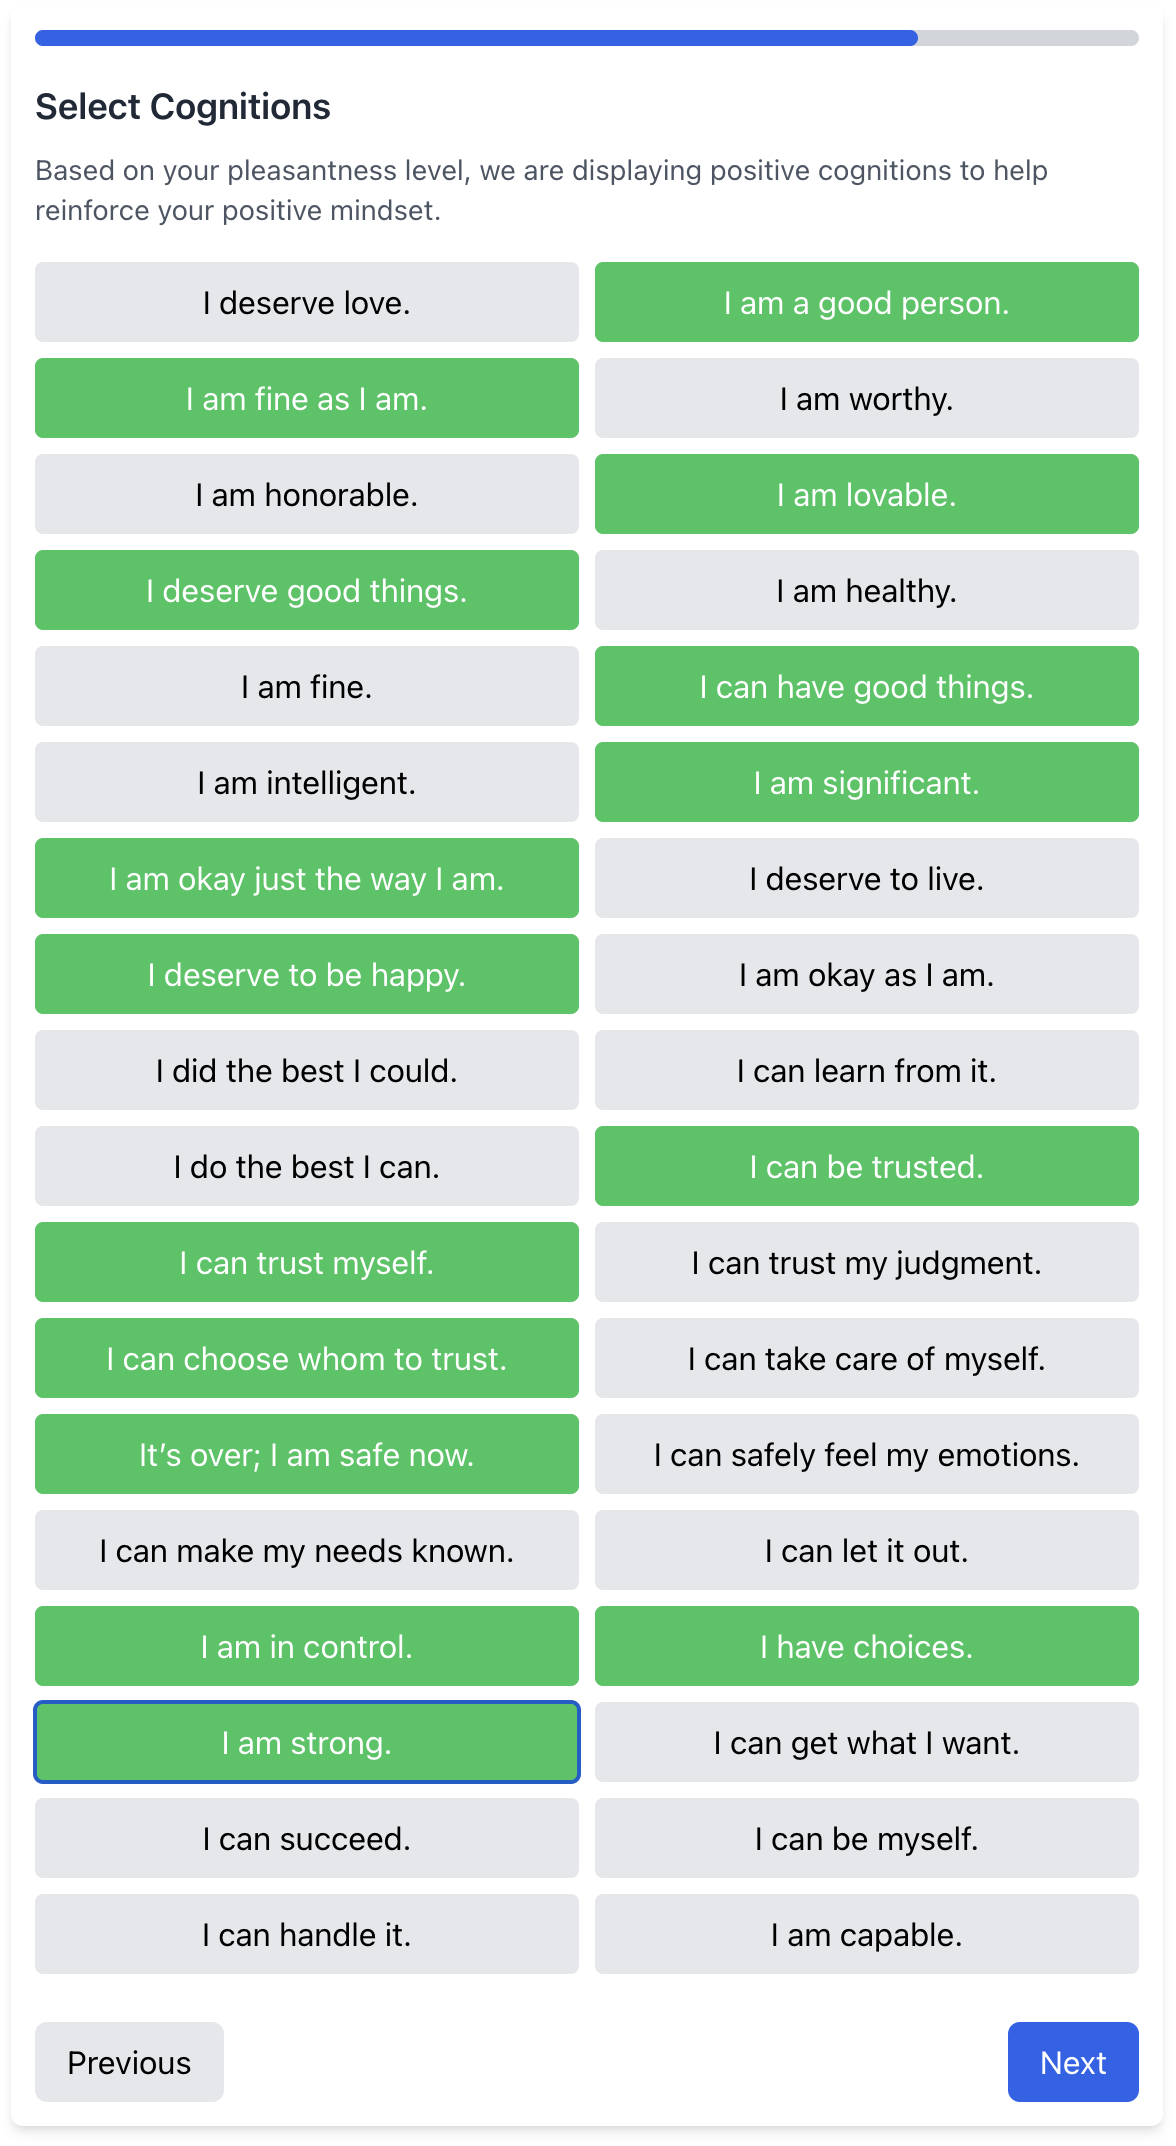 Select Cognitions
Based on your pleasantness level, we are displaying positive cognitions to help
reinforce your positive mindset.
I deserve love.
I am a good person.
I am fine as I am.
I am worthy.
I am honorable.
I am lovable.
I deserve good things.
I am healthy.
I am fine.
I can have good things.
I am intelligent.
I am significant.
I am okay just the way I am.
I deserve to live.
I deserve to be happy.
I am okay as I am.
I did the best I could.
I can learn from it.
I do the best I can.
I can be trusted.
I can trust myself.
I can trust my judgment.
I can choose whom to trust.
I can take care of myself.
It’s over; I am safe now.
I can safely feel my emotions.
I can make my needs known.
I can let it out.
I am in control.
I have choices.
I am strong.
I can get what I want.
I can succeed.
I can be myself.
I can handle it.
I am capable.
Previous
Next